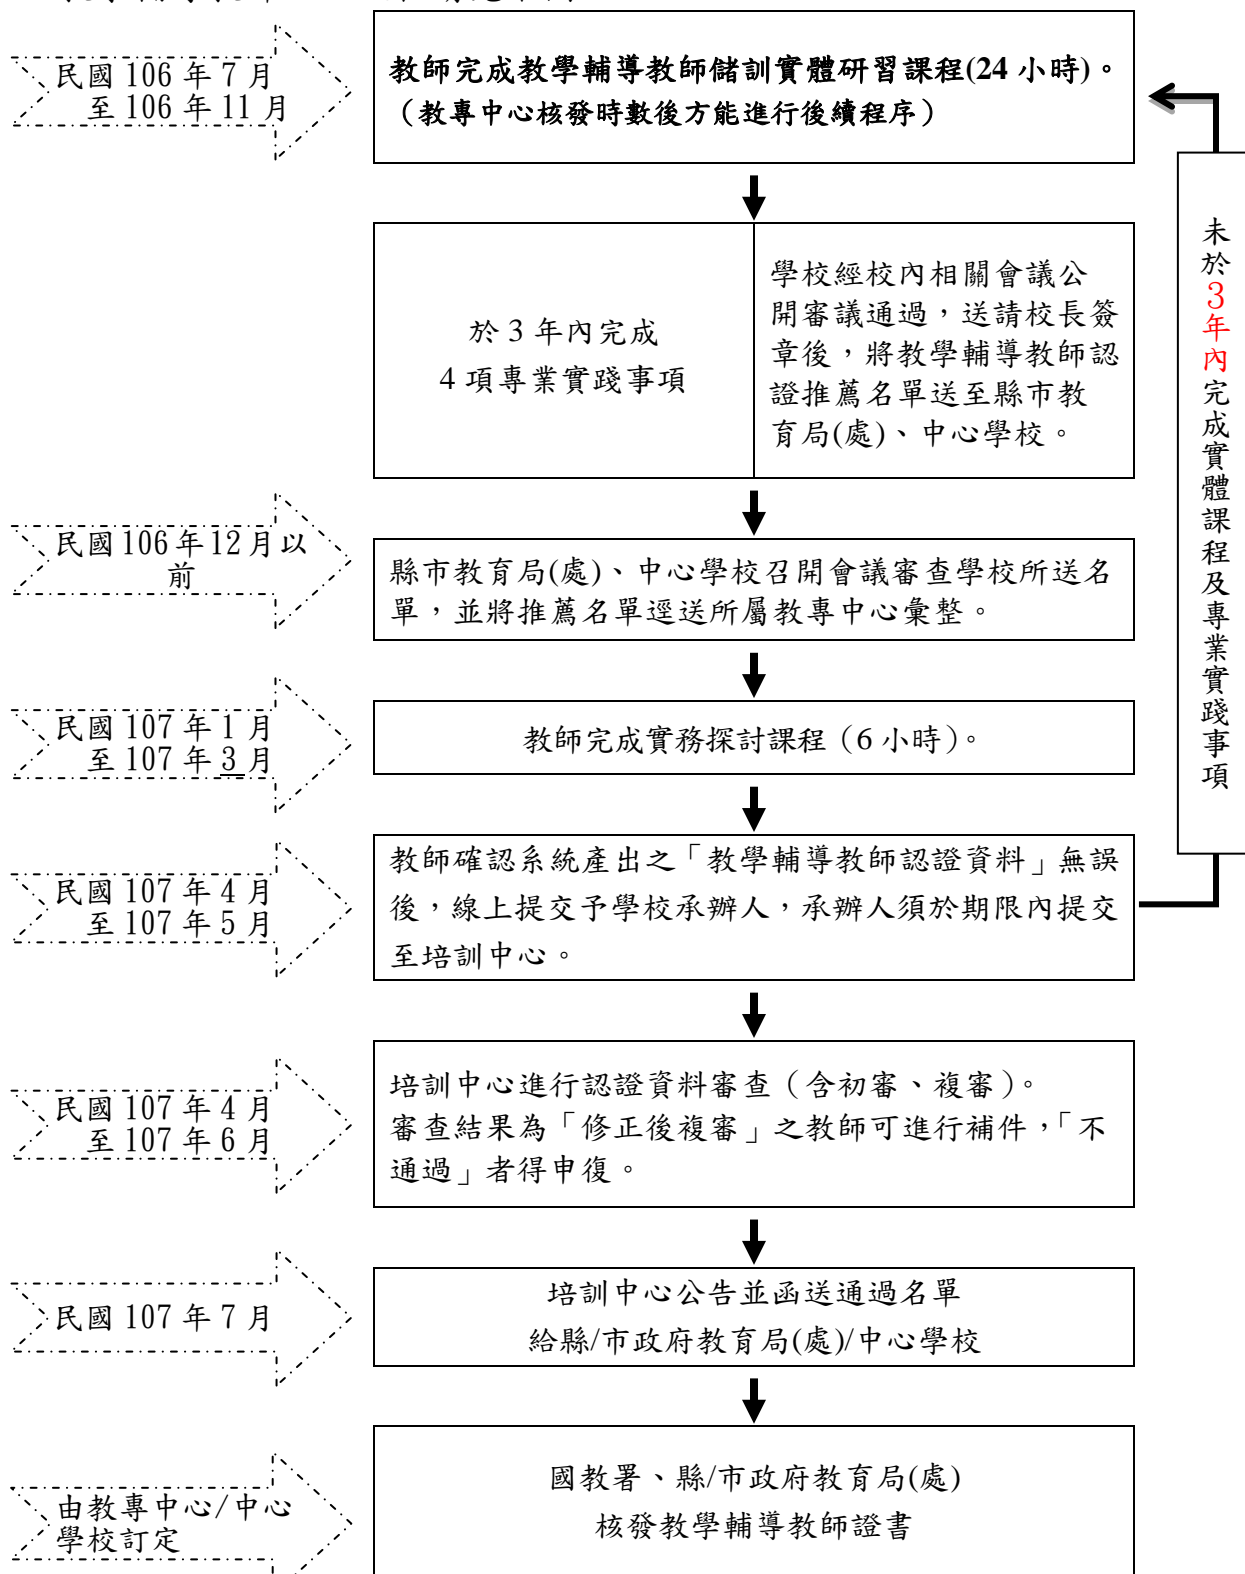 民國 106 年 7 月
至 106 年 11 月
教師完成教學輔導教師儲訓實體研習課程(24 小時)。
（教專中心核發時數後方能進行後續程序）
於 3 年內完成
4 項專業實踐事項
學校經校內相關會議公
開審議通過，送請校長簽
章後，將教學輔導教師認
證推薦名單送至縣市教
育局(處)、中心學校。
未於3年內完成實體課程及專業實踐事項
民國 106 年 12 月以
前
縣市教育局(處)、中心學校召開會議審查學校所送名
單，並將推薦名單逕送所屬教專中心彙整。
民國 107 年 1 月
至 107 年 3 月
教師完成實務探討課程（6 小時）。
民國 107 年 4 月
至 107 年 5 月
教師確認系統產出之「教學輔導教師認證資料」無誤
後，線上提交予學校承辦人，承辦人須於期限內提交
至培訓中心。
民國 107 年 4 月
至 107 年 6 月
培訓中心進行認證資料審查（含初審、複審）。
審查結果為「修正後複審」之教師可進行補件，「不
通過」者得申復。
民國 107 年 7 月
培訓中心公告並函送通過名單
給縣/市政府教育局(處)/中心學校
由教專中心/中心
學校訂定
國教署、縣/市政府教育局(處)
核發教學輔導教師證書